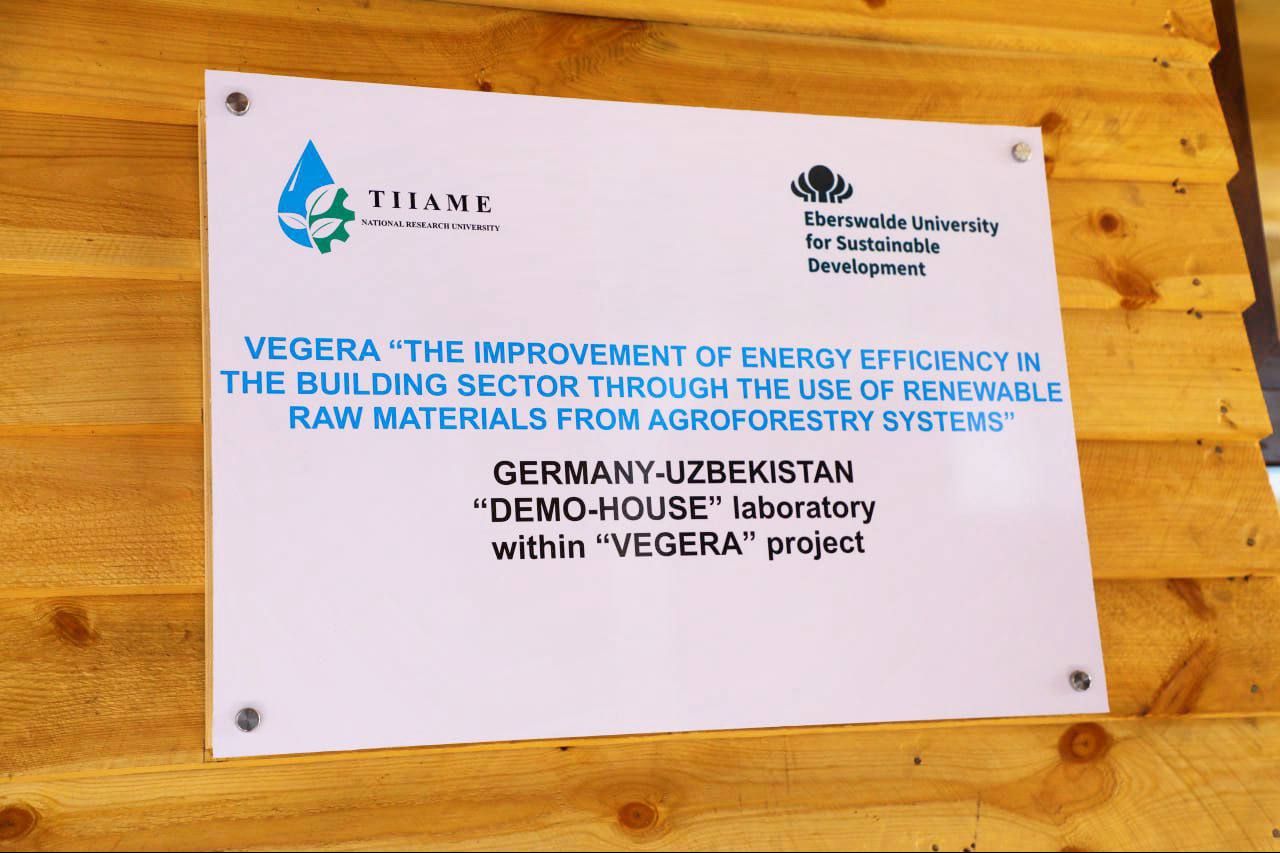 TIIAME
NATIONAL RESEARCH UNIVERSITY
Eberswalde University
for Sustainable
Development
VEGERA “THE IMPROVEMENT OF ENERGY EFFICIENCY IN
THE BUILDING SECTOR THROUGH THE USE OF RENEWABLE
RAW MATERIALS FROM AGROFORESTRY SYSTEMS”
GERMANY-UZBEKISTAN
“DEMO-HOUSE” laboratory
within “VEGERA” project